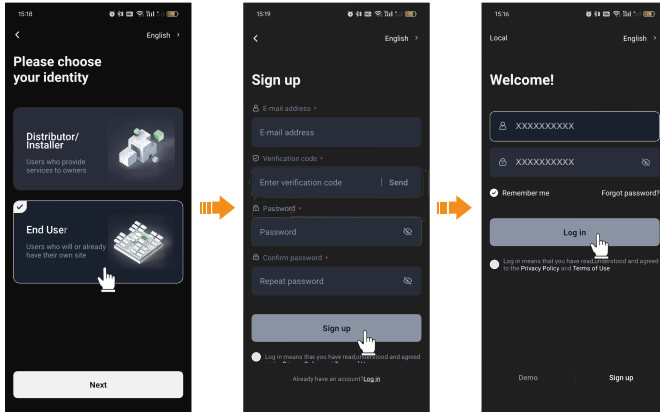 15:18
English >
Please choose
your identity
Distributor/
Installer
Users who provide
services to owners
End User
Users who will or already
have their own site
Next
15:19
English >
Sign up
E-mail address *
E-mail address
Verification code *
Enter verification code | Send
Password *
Password
Confirm password *
Repeat password
Sign up
Log in means that you have read,understood and agreed
Already have an account?Log in
15:16
Local English >
Welcome!
XXXXXXXXXX
XXXXXXXXXX
Remember me Forgot password?
Log in
Log in means that you have read,understood and agreed
to the Privacy Policy and Terms of Use
Demo Sign up